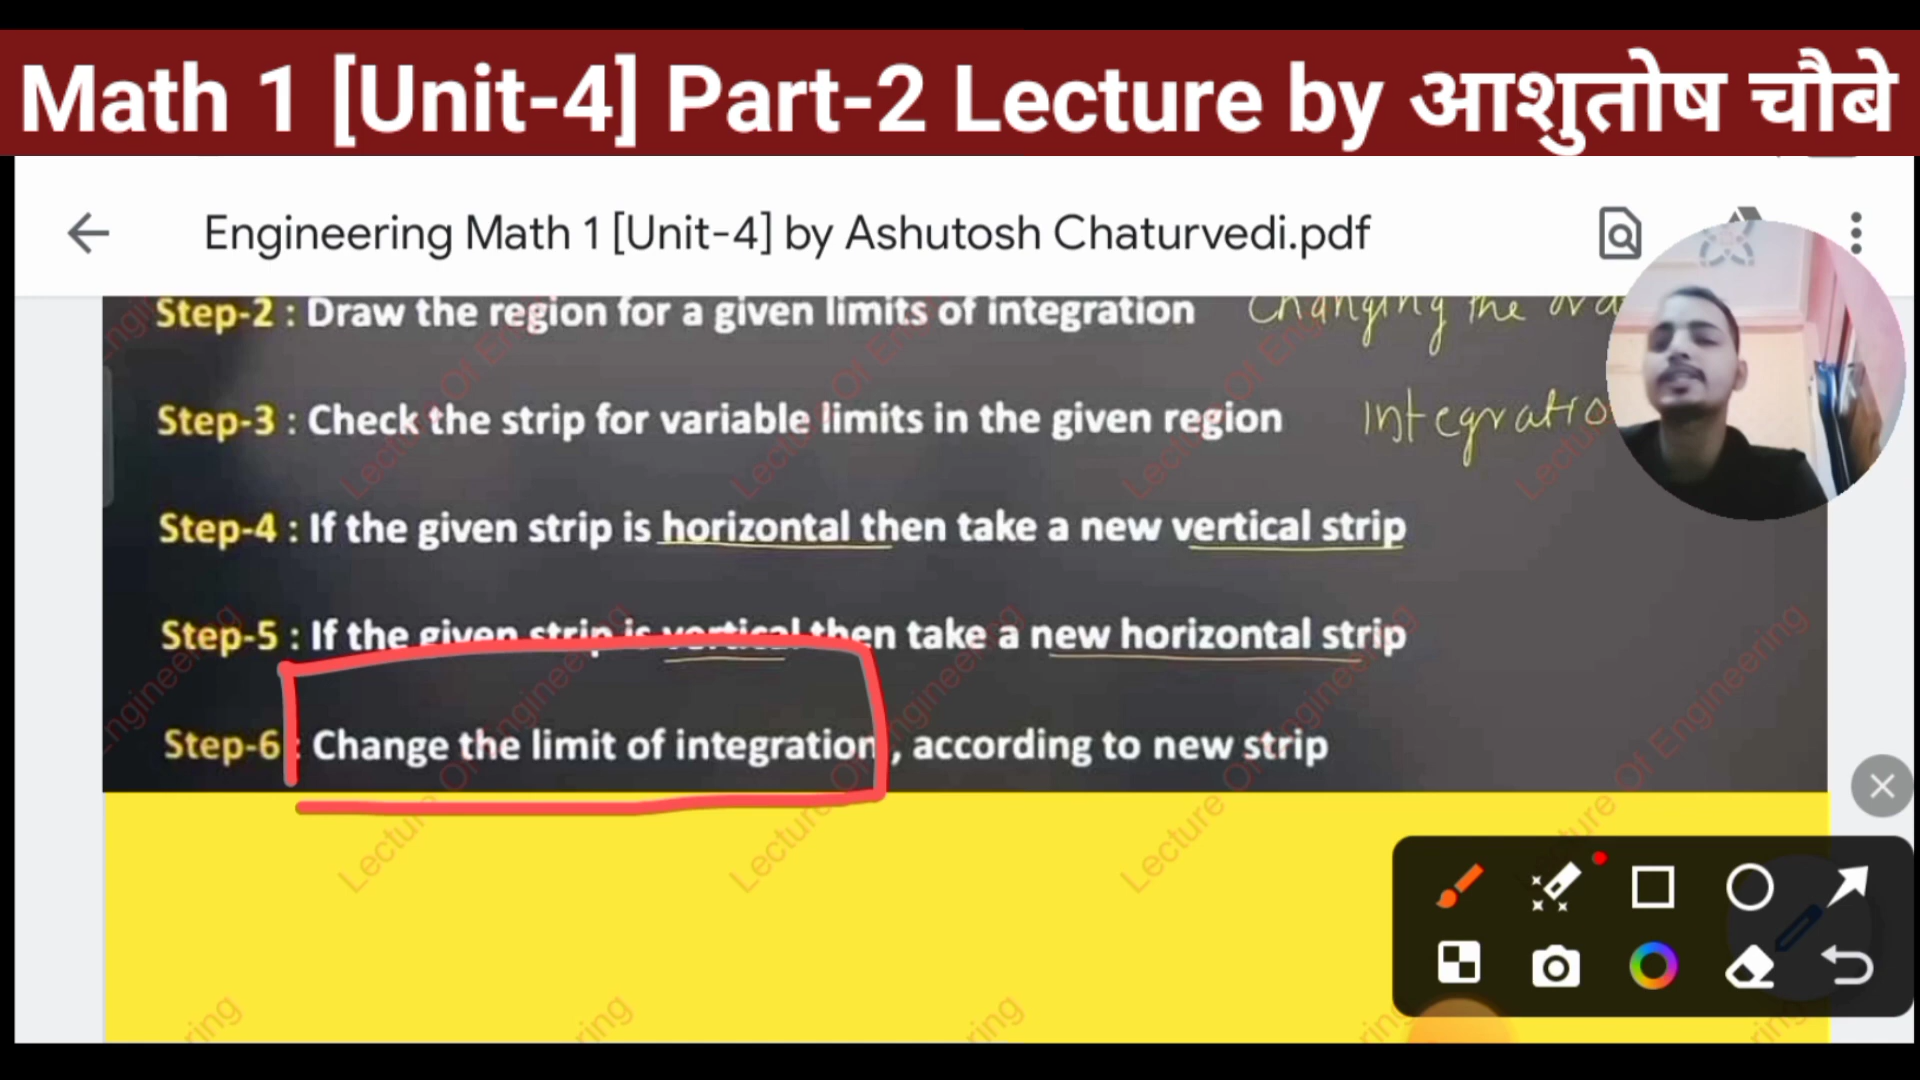 Math 1 [Unit-4] Part-2 Lecture by आशुतोष चौबे
Engineering Math 1 [Unit-4] by Ashutosh Chaturvedi.pdf
Step-2 : Draw the region for a given limits of integration
Changing the
Step-3 : Check the strip for variable limits in the given region
Step-4 : If the given strip is horizontal then take a new vertical strip
Step-5 : If the given strip is vertical then take a new horizontal strip
Step-6 : Change the limit of integration , according to new strip
Lecture Of Engineering